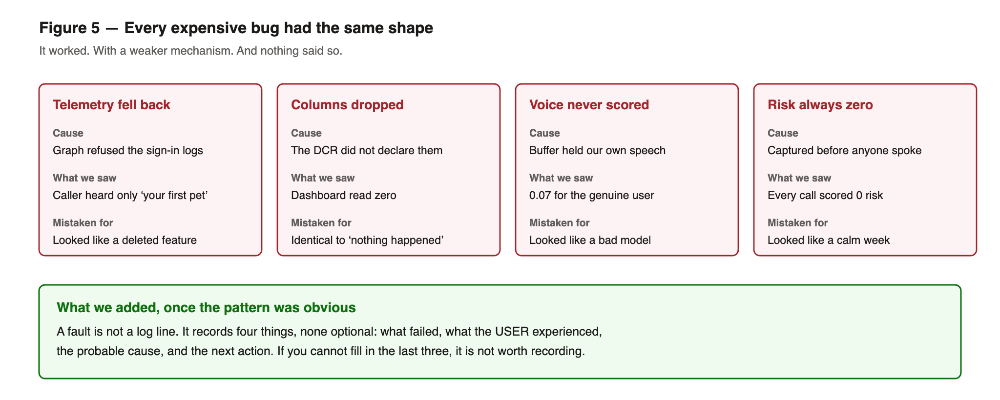 Figure 5 — Every expensive bug had the same shape
It worked. With a weaker mechanism. And nothing said so.
Telemetry fell back
Cause
Graph refused the sign-in logs
What we saw
Caller heard only ‘your first pet’
Mistaken for
Looked like a deleted feature
Columns dropped
Cause
The DCR did not declare them
What we saw
Dashboard read zero
Mistaken for
Identical to ‘nothing happened’
Voice never scored
Cause
Buffer held our own speech
What we saw
0.07 for the genuine user
Mistaken for
Looked like a bad model
Risk always zero
Cause
Captured before anyone spoke
What we saw
Every call scored 0 risk
Mistaken for
Looked like a calm week
What we added, once the pattern was obvious
A fault is not a log line. It records four things, none optional: what failed, what the USER experienced,
the probable cause, and the next action. If you cannot fill in the last three, it is not worth recording.